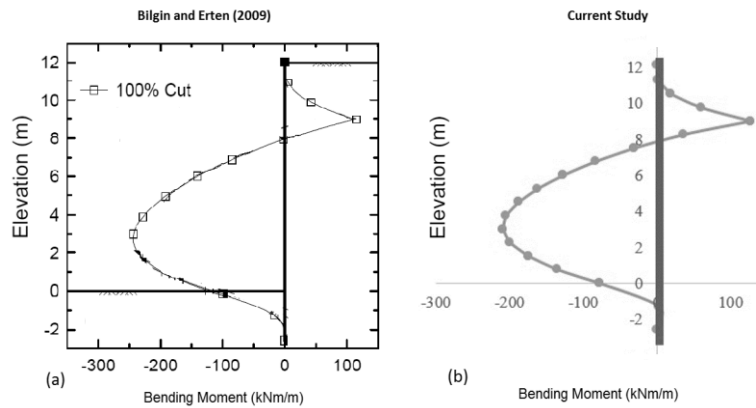 Bilgin and Erten (2009)
Current Study
12
10
8
6
4
2
0
-2
Elevation (m)
100% Cut
-300 -200 -100 0 100
(a)
Bending Moment (kNm/m)
12
10
8
6
4
2
0
-2
Elevation (m)
-300 -200 -100 0 100
(b)
Bending Moment (kNm/m)